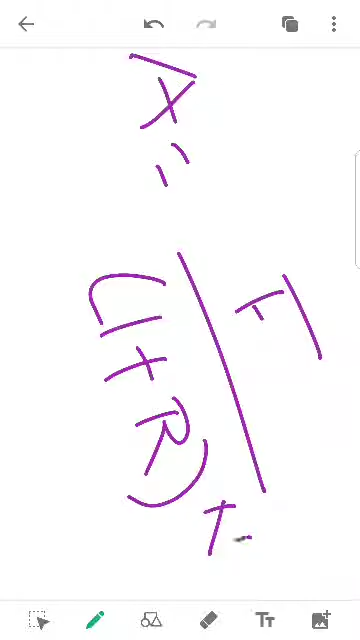 A = F
(1+R)